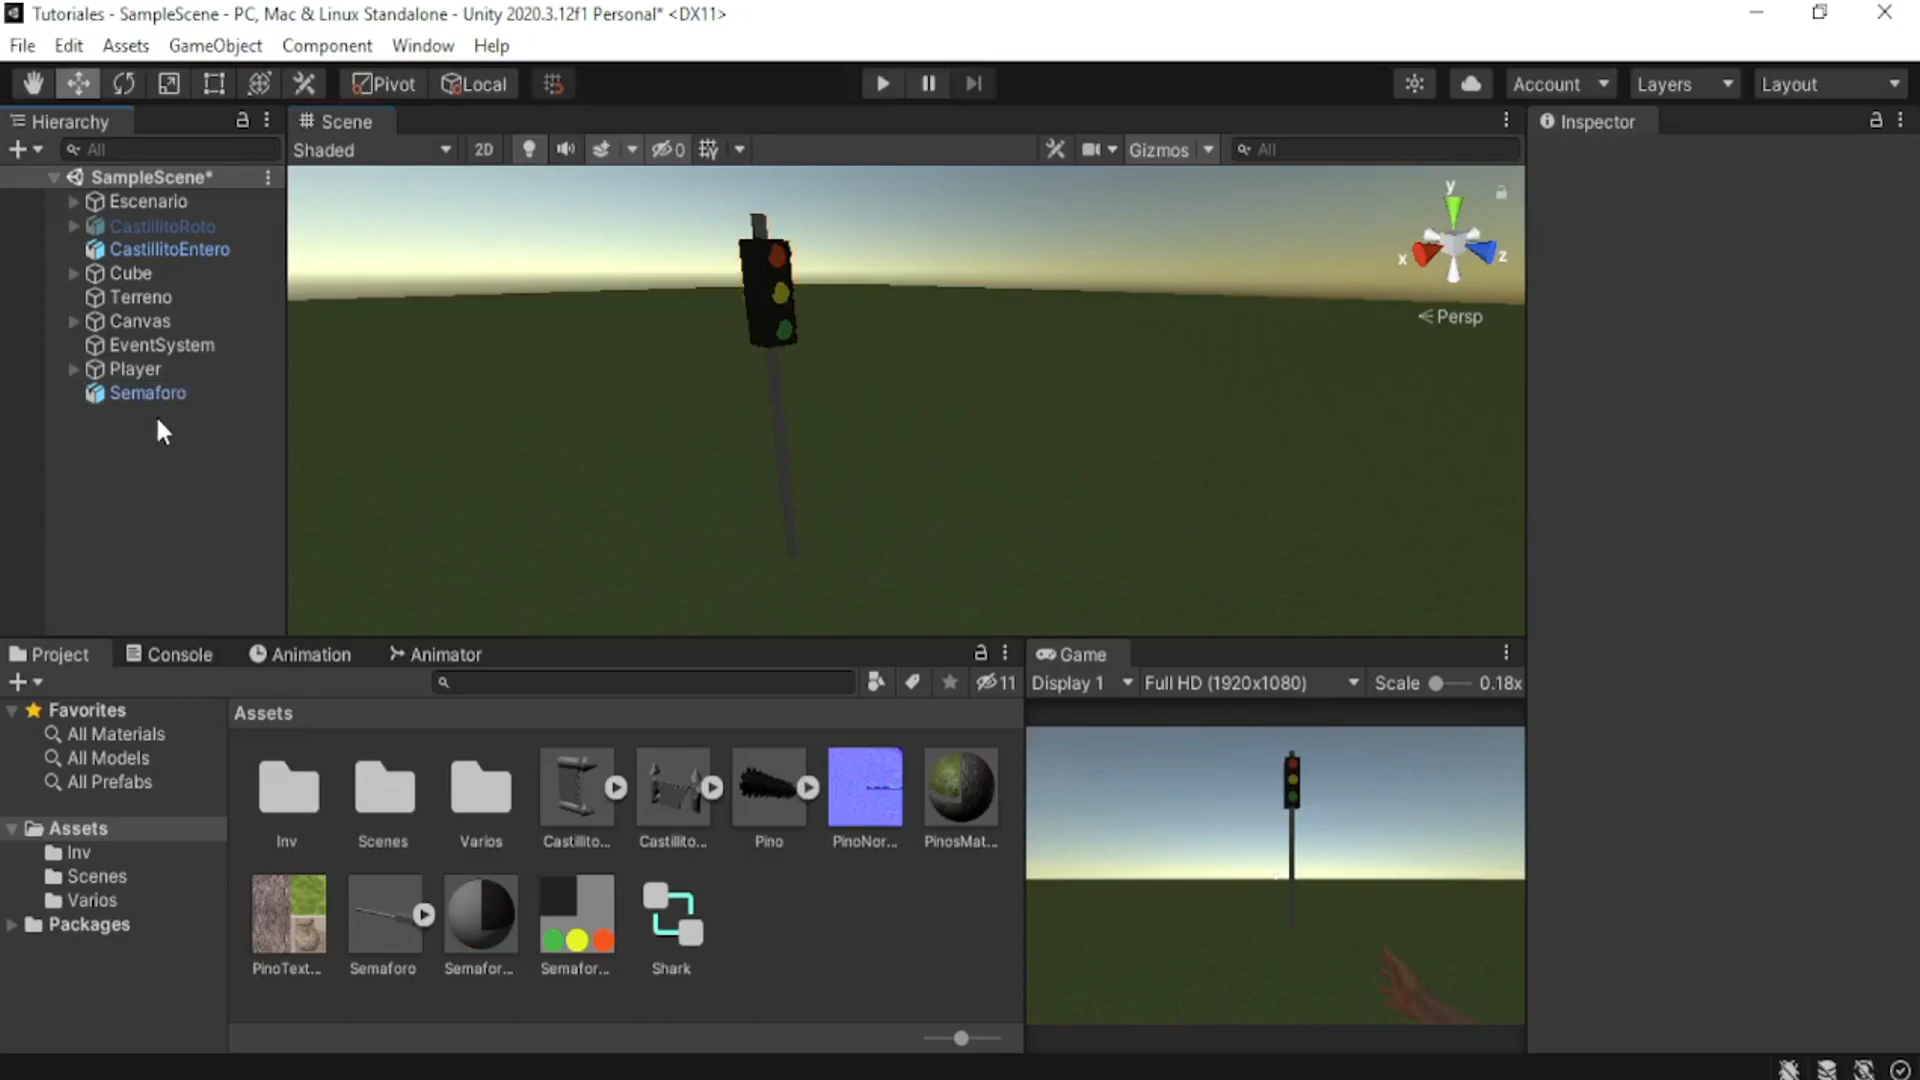 Tutoriales - SampleScene - PC, Mac & Linux Standalone - Unity 2020.3.12f1 Personal* <DX11>
File Edit Assets GameObject Component Window Help
Pivot Local Account Layers Layout
Hierarchy Scene Inspector
All Shaded 2D 0 Gizmos All
SampleScene*
Escenario
CastillitoRoto
CastillitoEntero
Cube
Terreno
Canvas
EventSystem
Player
Semaforo
y
x z
Persp
Project Console Animation Animator Game
11 Display 1 Full HD (1920x1080) Scale 0.18x
Favorites
All Materials
All Models
All Prefabs
Assets
Inv
Scenes
Varios
Packages
Assets
Inv Scenes Varios Castillito... Castillito... Pino PinoNor... PinosMat...
PinoText... Semaforo Semafor... Semafor... Shark